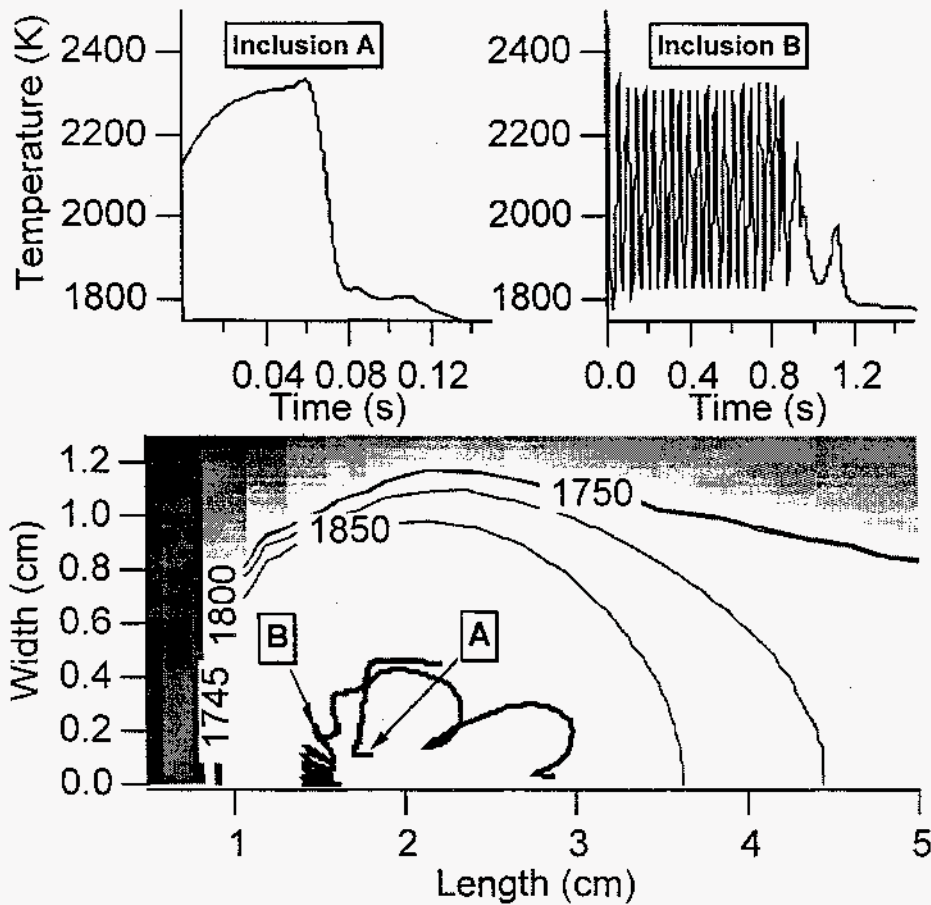 Temperature (K)
2400
2200
2000
1800
Inclusion A
0.04 0.08 0.12
Time (s)
2400
2200
2000
1800
Inclusion B
0.0 0.4 0.8 1.2
Time (s)
Width (cm)
1.2
1.0
0.8
0.6
0.4
0.2
0.0
1745
1800
1850
1750
B
A
1 2 3 4 5
Length (cm)